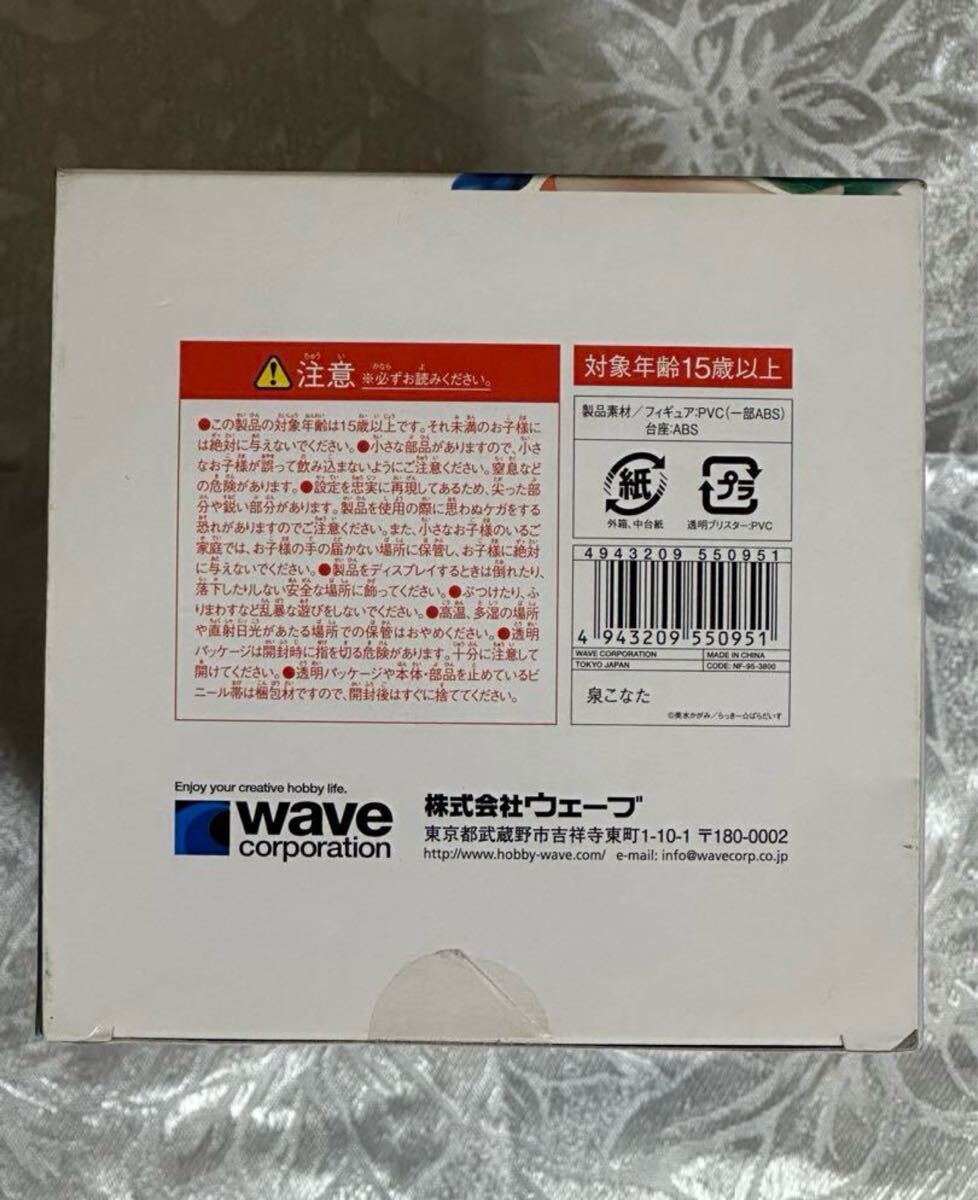 注意 ※必ずお読みください。
●この製品の対象年齢は15歳以上です。それ未満のお子様に
は絶対に与えないでください。●小さな部品がありますので、小さ
なお子様が誤って飲み込まないようにご注意ください。窒息など
の危険があります。●設定を忠実に再現してあるため、尖った部
分や鋭い部分があります。製品を使用の際に思わぬケガをする
恐れがありますのでご注意ください。また、小さなお子様のいるご
家庭では、お子様の手の届かない場所に保管し、お子様に絶対
に与えないでください。●製品をディスプレイするときは倒れたり、
落下したりしない安全な場所に飾ってください。●ぶつけたり、ふ
りまわすなど乱暴な遊びをしないでください。●高温、多湿の場所
や直射日光があたる場所での保管はおやめください。●透明
パッケージは開封時に指を切る危険があります。十分に注意して
開けてください。●透明パッケージや本体・部品を止めているビ
ニール帯は梱包材ですので、開封後はすぐに捨ててください。
対象年齢15歳以上
製品素材/フィギュア:PVC(一部ABS)
台座:ABS
紙
プラ
外箱、中台紙
透明ブリスター:PVC
4943209 550951
4 943209 550951
WAVE CORPORATION
MADE IN CHINA
TOKYO JAPAN
CODE: NF-95-3800
泉こなた
©美水かがみ/らっきー☆ぱらだいす
Enjoy your creative hobby life.
wave
corporation
株式会社ウェーブ
東京都武蔵野市吉祥寺東町1-10-1 〒180-0002
http://www.hobby-wave.com/ e-mail: info@wavecorp.co.jp